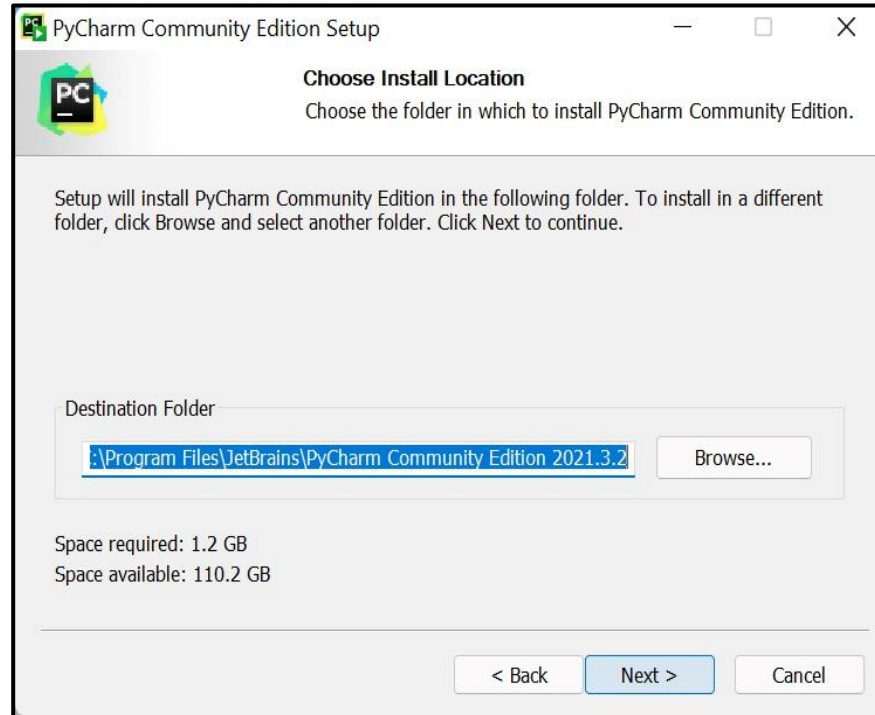 PyCharm Community Edition Setup
Choose Install Location
PC
Choose the folder in which to install PyCharm Community Edition.
Setup will install PyCharm Community Edition in the following folder. To install in a different
folder, click Browse and select another folder. Click Next to continue.
Destination Folder
:\Program Files\JetBrains\PyCharm Community Edition 2021.3.2
Browse...
Space required: 1.2 GB
Space available: 110.2 GB
< Back
Next >
Cancel